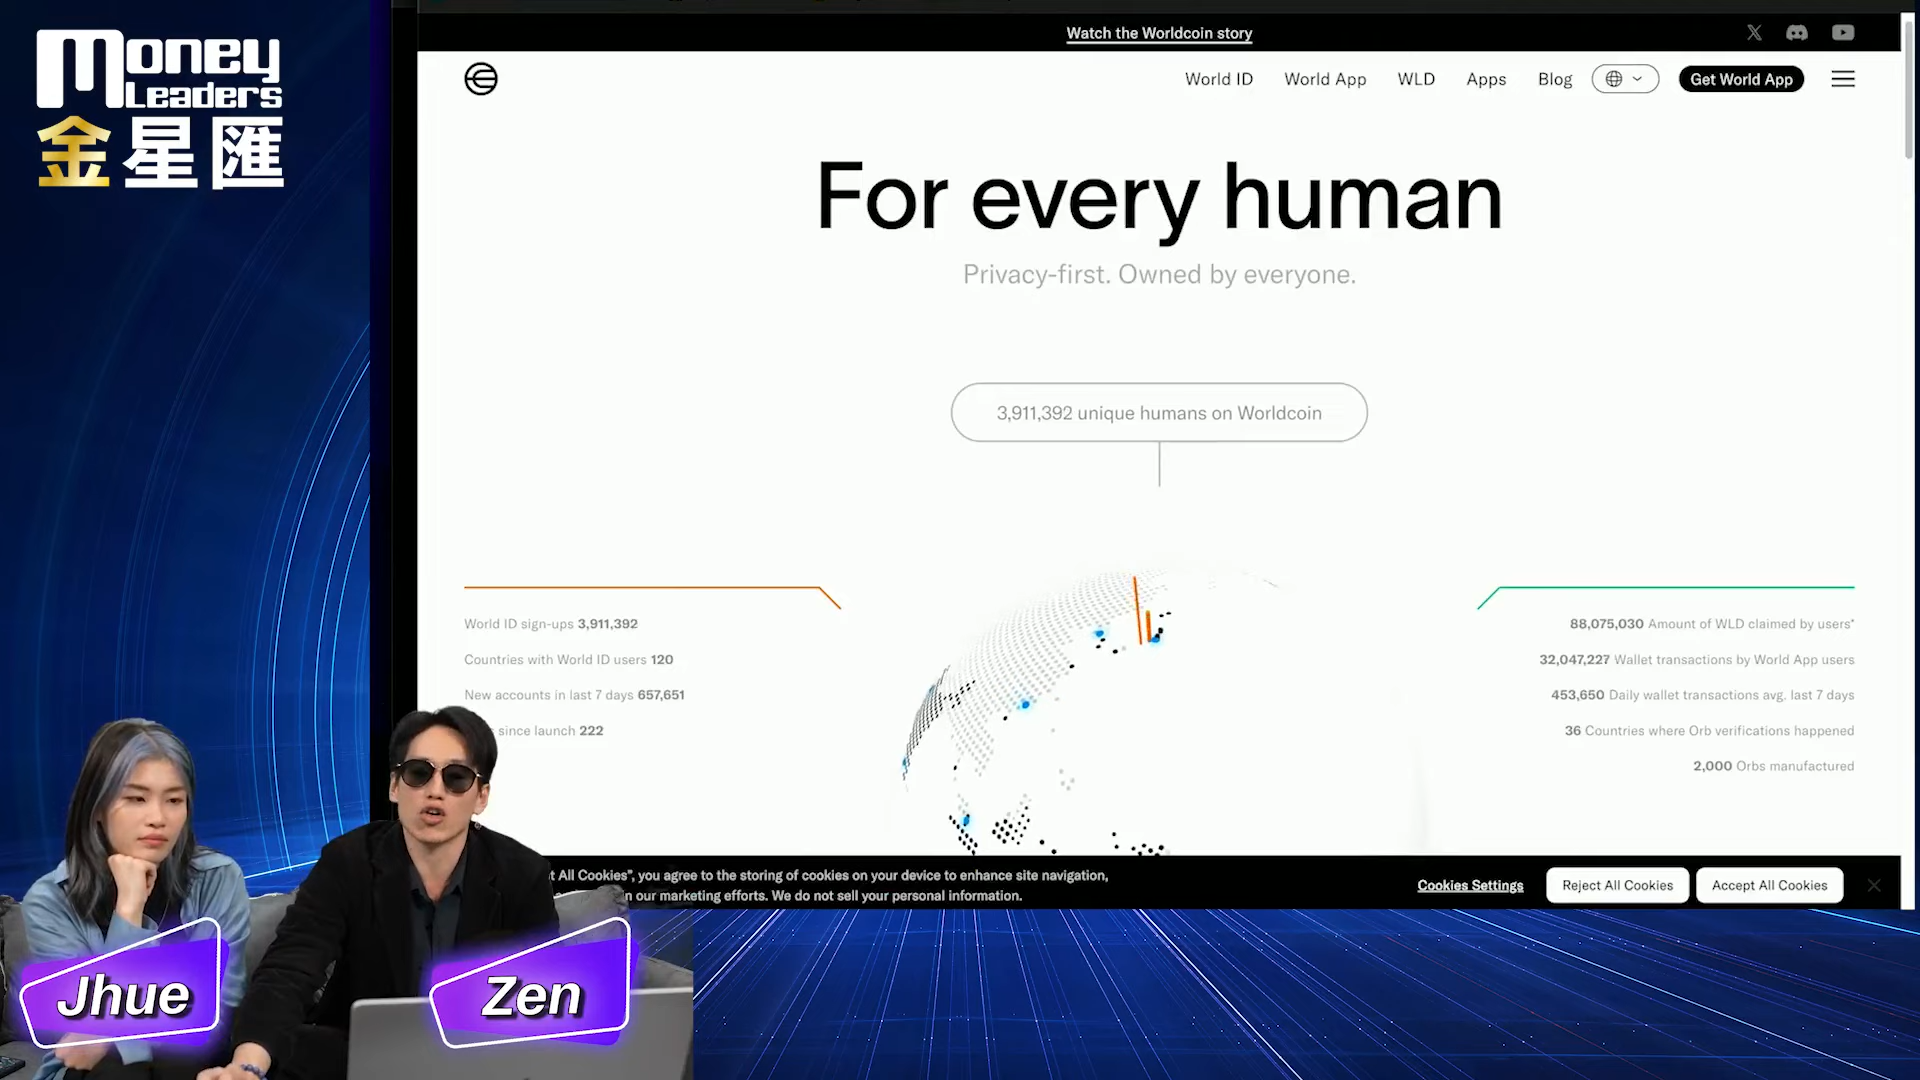 Money
Leaders
金星匯
Watch the Worldcoin story
World ID
World App
WLD
Apps
Blog
Get World App
For every human
Privacy-first. Owned by everyone.
3,911,392 unique humans on Worldcoin
World ID sign-ups 3,911,392
Countries with World ID users 120
New accounts in last 7 days 657,651
since launch 222
88,075,030 Amount of WLD claimed by users*
32,047,227 Wallet transactions by World App users
453,650 Daily wallet transactions avg. last 7 days
36 Countries where Orb verifications happened
2,000 Orbs manufactured
All Cookies", you agree to the storing of cookies on your device to enhance site navigation,
in our marketing efforts. We do not sell your personal information.
Cookies Settings
Reject All Cookies
Accept All Cookies
Jhue
Zen